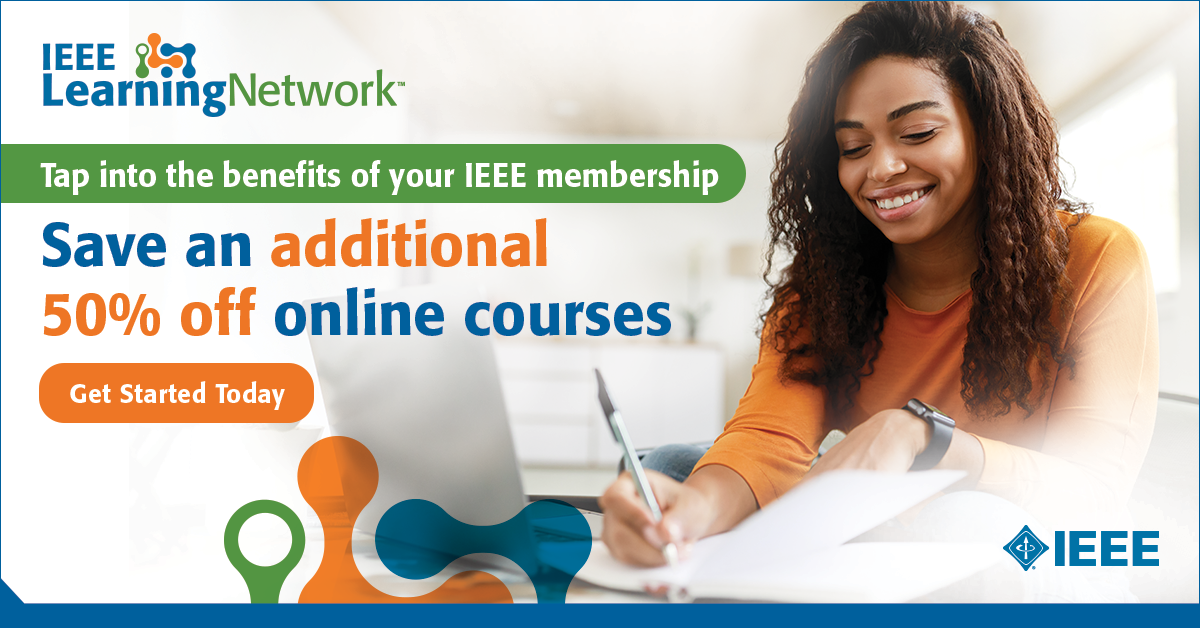 IEEE
LearningNetwork™
Tap into the benefits of your IEEE membership
Save an additional
50% off online courses
Get Started Today
IEEE